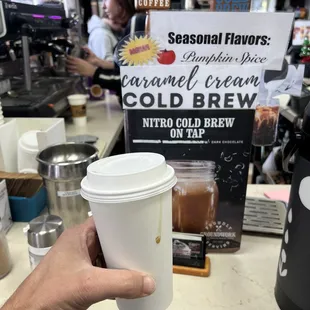 COFFEE
Seasonal Flavors:
Pumpkin Spice
caramel cream
COLD BREW
NITRO COLD BREW
ON TAP
DARK CHOCOLATE